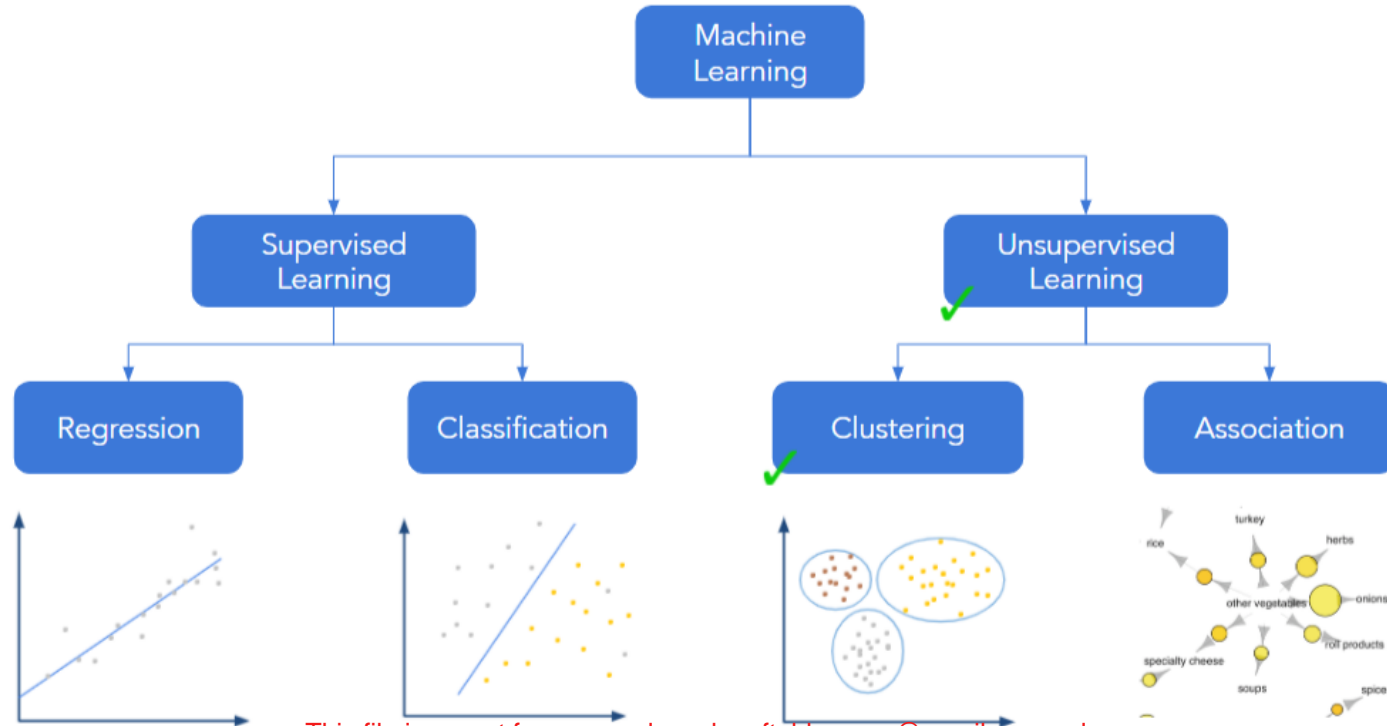 Machine
Learning
Supervised
Learning
Unsupervised
Learning
Regression
Classification
Clustering
Association
turkey
rice
herbs
other vegetables
onions
roll products
specialty cheese
soups
spice